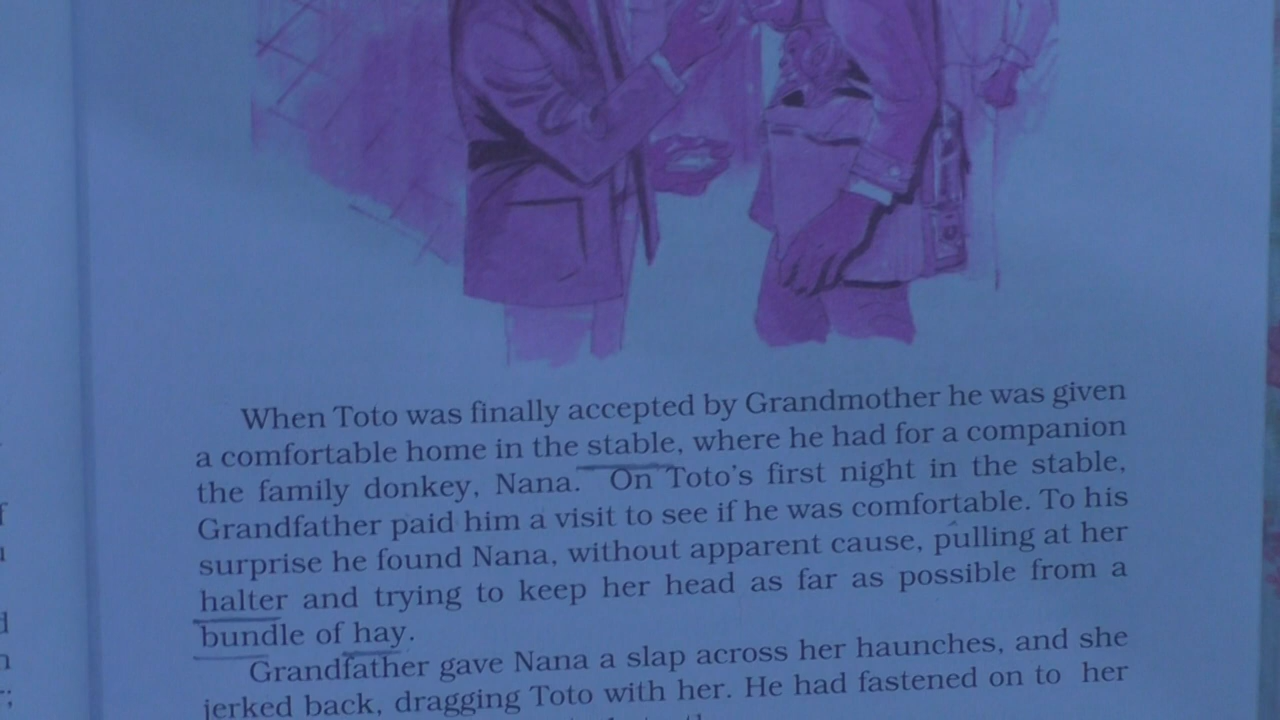 When Toto was finally accepted by Grandmother he was given
a comfortable home in the stable, where he had for a companion
the family donkey, Nana. On Toto's first night in the stable,
Grandfather paid him a visit to see if he was comfortable. To his
surprise he found Nana, without apparent cause, pulling at her
halter and trying to keep her head as far as possible from a
bundle of hay.
Grandfather gave Nana a slap across her haunches, and she
jerked back, dragging Toto with her. He had fastened on to her